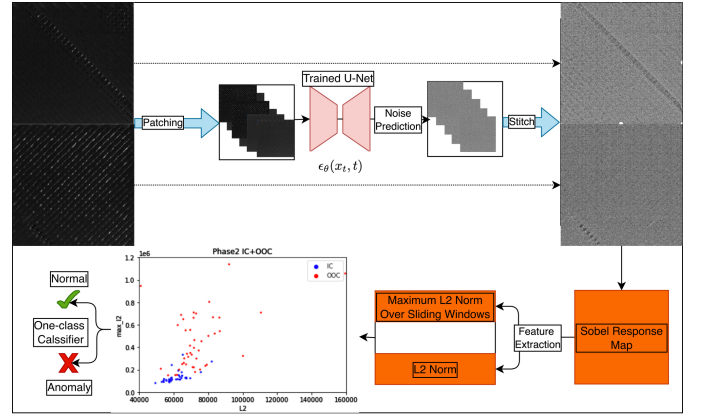 Trained U-Net
Patching
Noise
Prediction
Stitch
ϵθ(xt, t)
Phase2 IC+OOC
1e6
IC
OOC
1.2
1.0
0.8
0.6
0.4
0.2
0.0
max_l2
40000
60000
80000
100000
120000
140000
160000
L2
Normal
One-class
Calssifier
Anomaly
Maximum L2 Norm
Over Sliding Windows
L2 Norm
Feature
Extraction
Sobel Response
Map